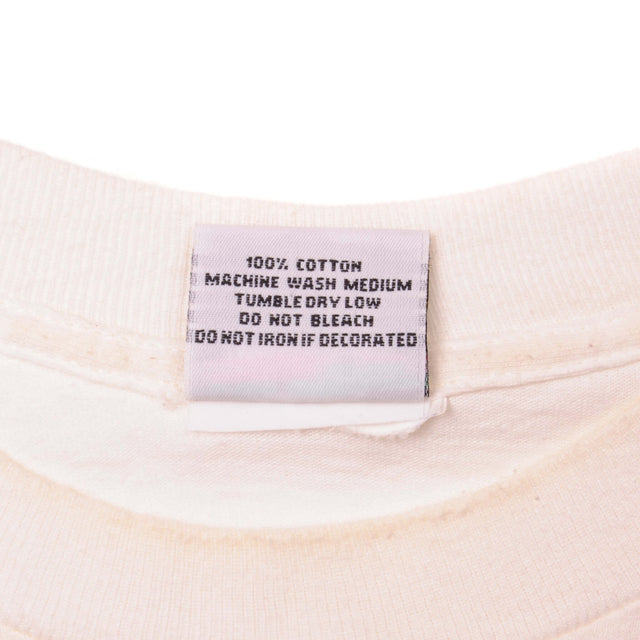 100% COTTON
MACHINE WASH MEDIUM
TUMBLE DRY LOW
DO NOT BLEACH
DO NOT IRON IF DECORATED